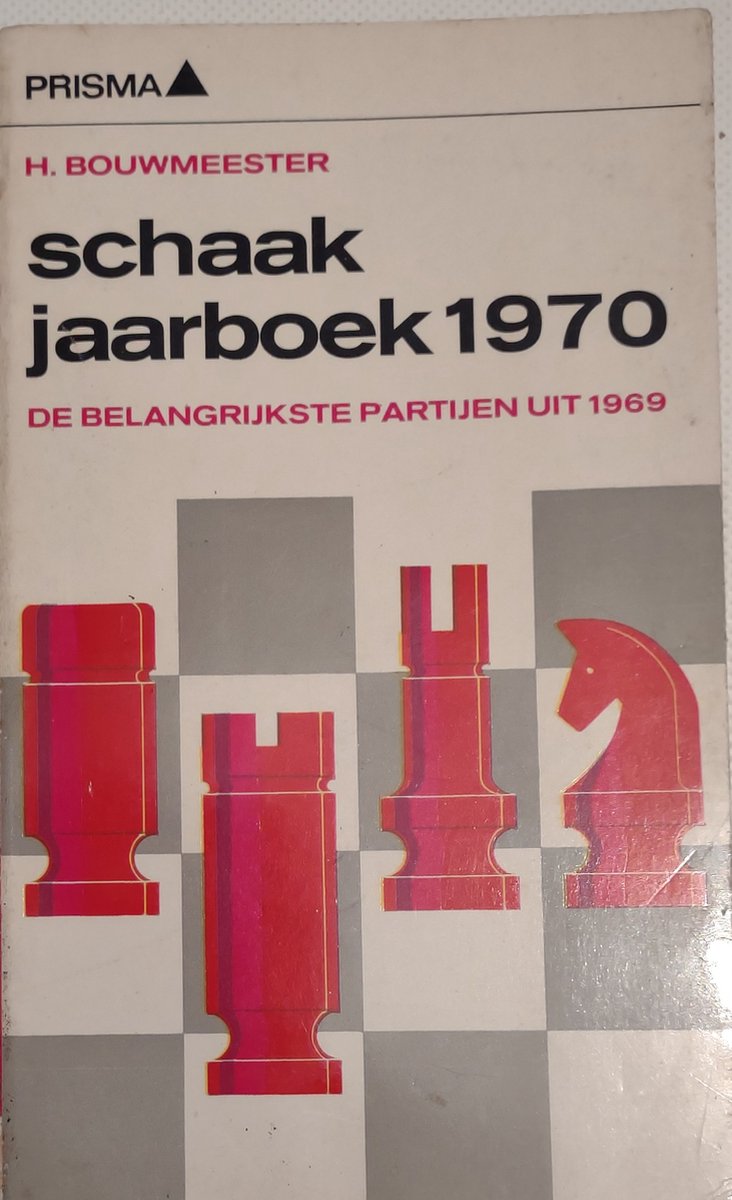 PRISMA
H. BOUWMEESTER
schaak
jaarboek 1970
DE BELANGRIJKSTE PARTIJEN UIT 1969